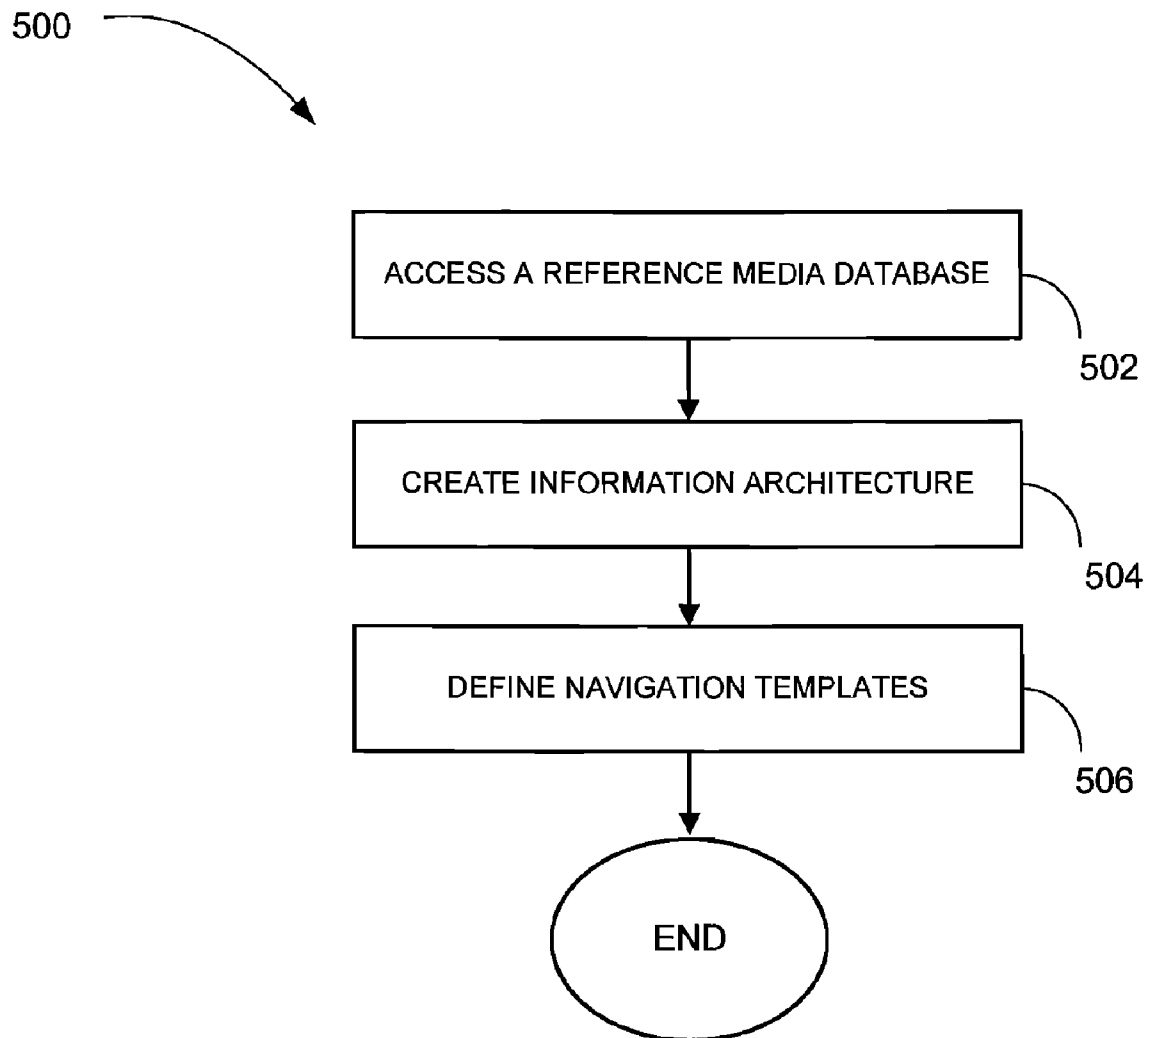 500
ACCESS A REFERENCE MEDIA DATABASE
502
CREATE INFORMATION ARCHITECTURE
504
DEFINE NAVIGATION TEMPLATES
506
END